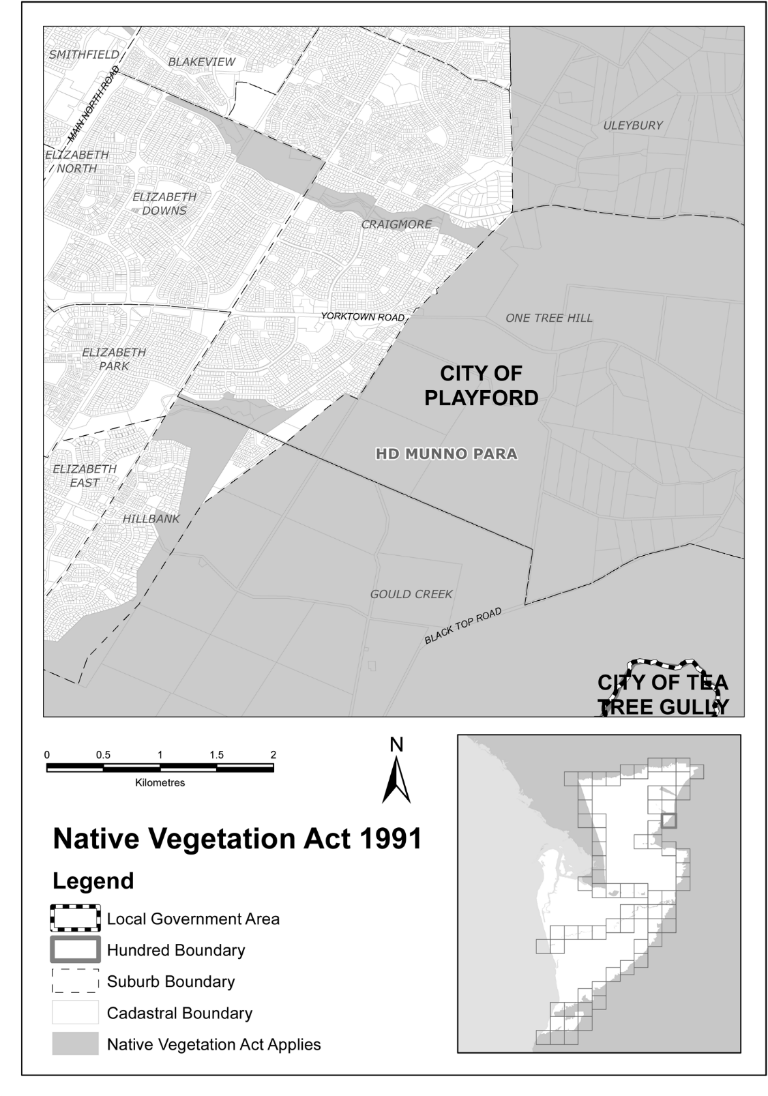 SMITHFIELD
BLAKEVIEW
MAIN NORTH ROAD
ULEYBURY
ELIZABETH
NORTH
ELIZABETH
DOWNS
CRAIGMORE
YORKTOWN ROAD
ONE TREE HILL
ELIZABETH
PARK
CITY OF
PLAYFORD
HD MUNNO PARA
ELIZABETH
EAST
HILLBANK
GOULD CREEK
BLACK TOP ROAD
CITY OF TEA
TREE GULLY
0 0.5 1 1.5 2
Kilometres
N
Native Vegetation Act 1991
Legend
Local Government Area
Hundred Boundary
Suburb Boundary
Cadastral Boundary
Native Vegetation Act Applies